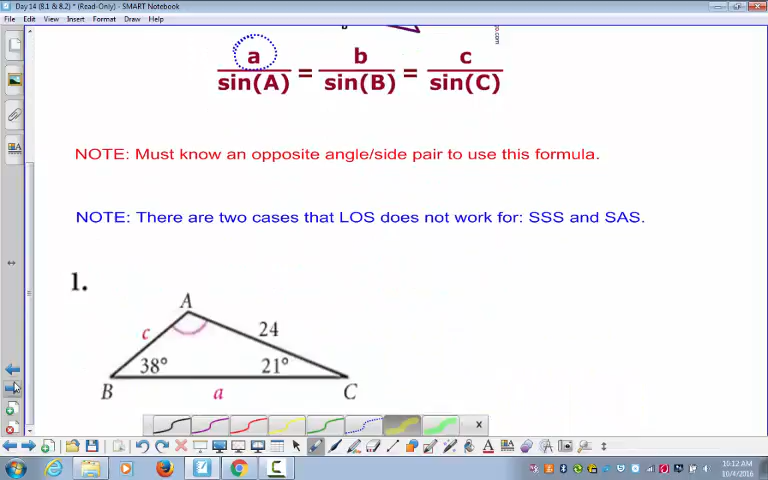 Day 14 (8.1 & 8.2) * [Read-Only] - SMART Notebook
File Edit View Insert Format Draw Help
a b c
sin(A) = sin(B) = sin(C)
NOTE: Must know an opposite angle/side pair to use this formula.
NOTE: There are two cases that LOS does not work for: SSS and SAS.
1.
A
c 24
38° 21°
B a C
10:12 AM
10/4/2016